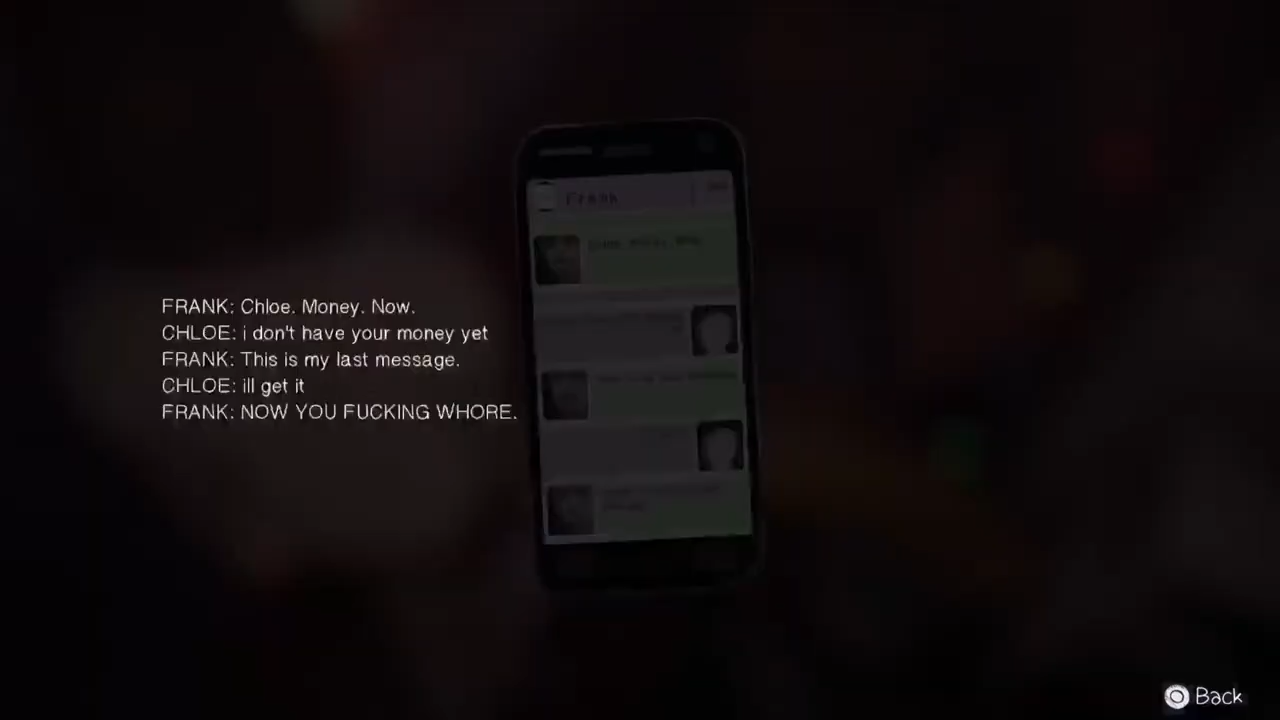 Frank
FRANK: Chloe. Money. Now.
CHLOE: i don't have your money yet
FRANK: This is my last message.
CHLOE: ill get it
FRANK: NOW YOU FUCKING WHORE.
Back